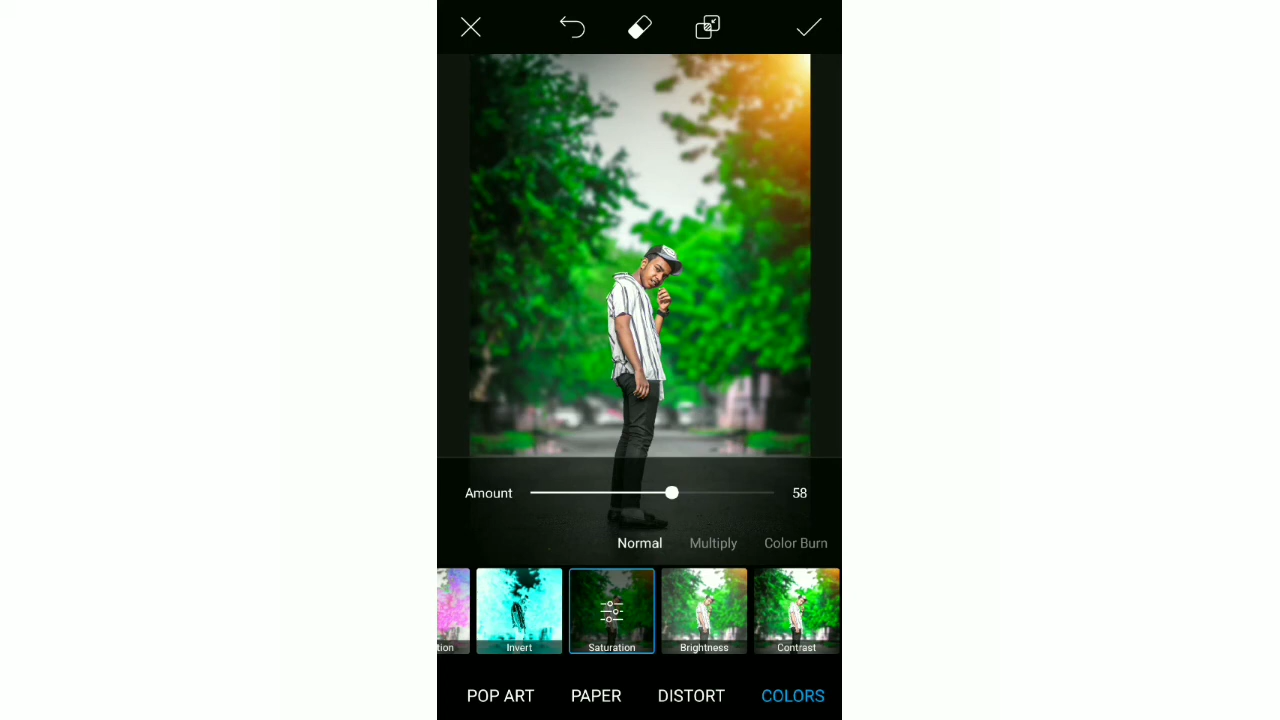 Amount 58
Normal Multiply Color Burn
tion Invert Saturation Brightness Contrast
POP ART PAPER DISTORT COLORS